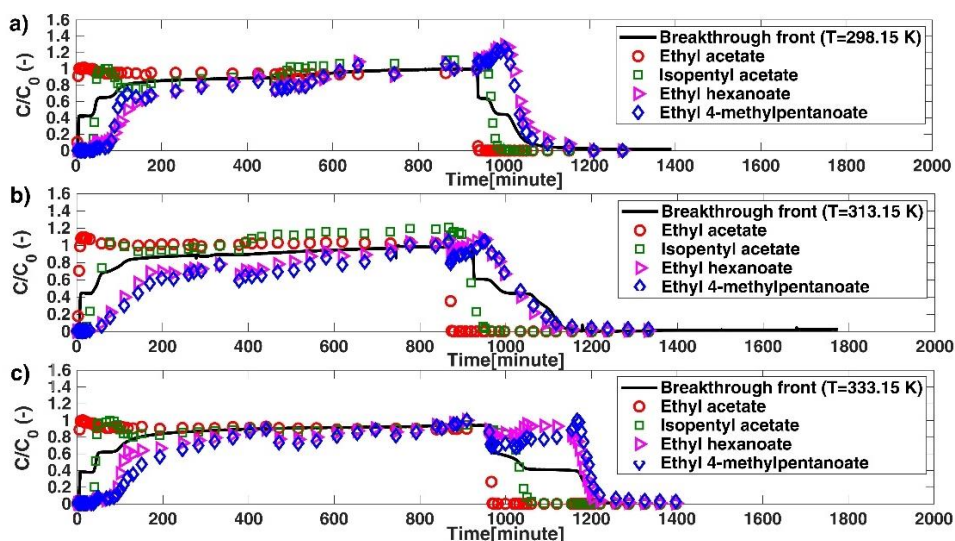 a)
C/C0 (-)
1.6
1.4
1.2
1
0.8
0.6
0.4
0.2
0
Breakthrough front (T=298.15 K)
Ethyl acetate
Isopentyl acetate
Ethyl hexanoate
Ethyl 4-methylpentanoate
0 200 400 600 800 1000 1200 1400 1600 1800 2000
Time[minute]
b)
C/C0 (-)
1.6
1.4
1.2
1
0.8
0.6
0.4
0.2
0
Breakthrough front (T=313.15 K)
Ethyl acetate
Isopentyl acetate
Ethyl hexanoate
Ethyl 4-methylpentanoate
0 200 400 600 800 1000 1200 1400 1600 1800 2000
Time[minute]
c)
C/C0 (-)
1.6
1.4
1.2
1
0.8
0.6
0.4
0.2
0
Breakthrough front (T=333.15 K)
Ethyl acetate
Isopentyl acetate
Ethyl hexanoate
Ethyl 4-methylpentanoate
0 200 400 600 800 1000 1200 1400 1600 1800 2000
Time[minute]